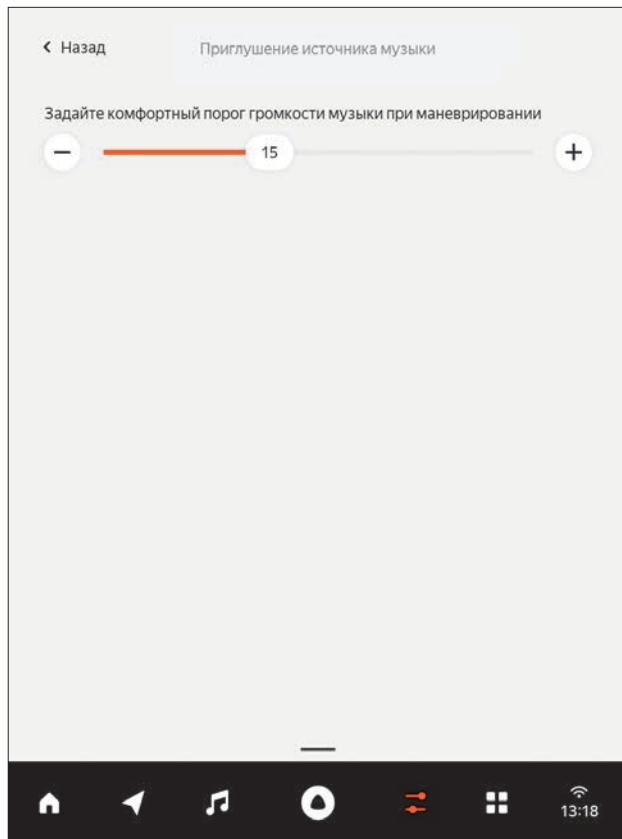 Назад
Приглушение источника музыки
Задайте комфортный порог громкости музыки при маневрировании
15
13:18